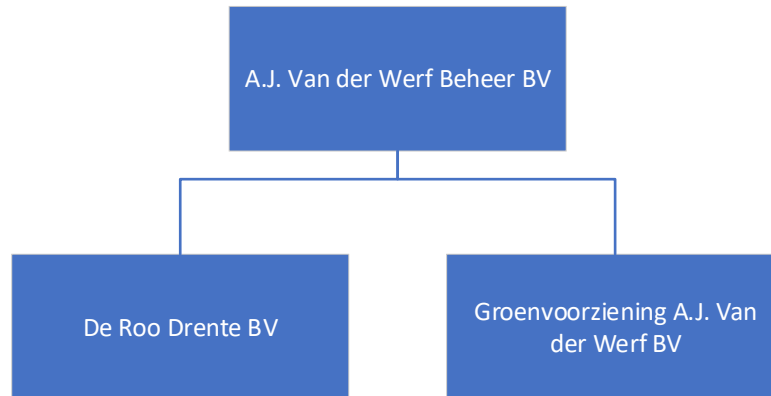 A.J. Van der Werf Beheer BV
De Roo Drente BV
Groenvoorziening A.J. Van
der Werf BV